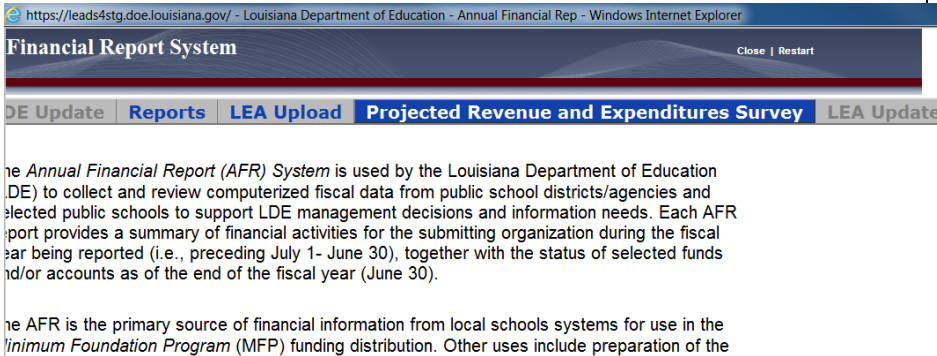 https://leads4stg.doe.louisiana.gov/ - Louisiana Department of Education - Annual Financial Rep - Windows Internet Explorer
Financial Report System
Close | Restart
DE Update Reports LEA Upload Projected Revenue and Expenditures Survey LEA Update
he Annual Financial Report (AFR) System is used by the Louisiana Department of Education
DE) to collect and review computerized fiscal data from public school districts/agencies and
elected public schools to support LDE management decisions and information needs. Each AFR
eport provides a summary of financial activities for the submitting organization during the fiscal
ear being reported (i.e., preceding July 1- June 30), together with the status of selected funds
nd/or accounts as of the end of the fiscal year (June 30).
he AFR is the primary source of financial information from local schools systems for use in the
Minimum Foundation Program (MFP) funding distribution. Other uses include preparation of the